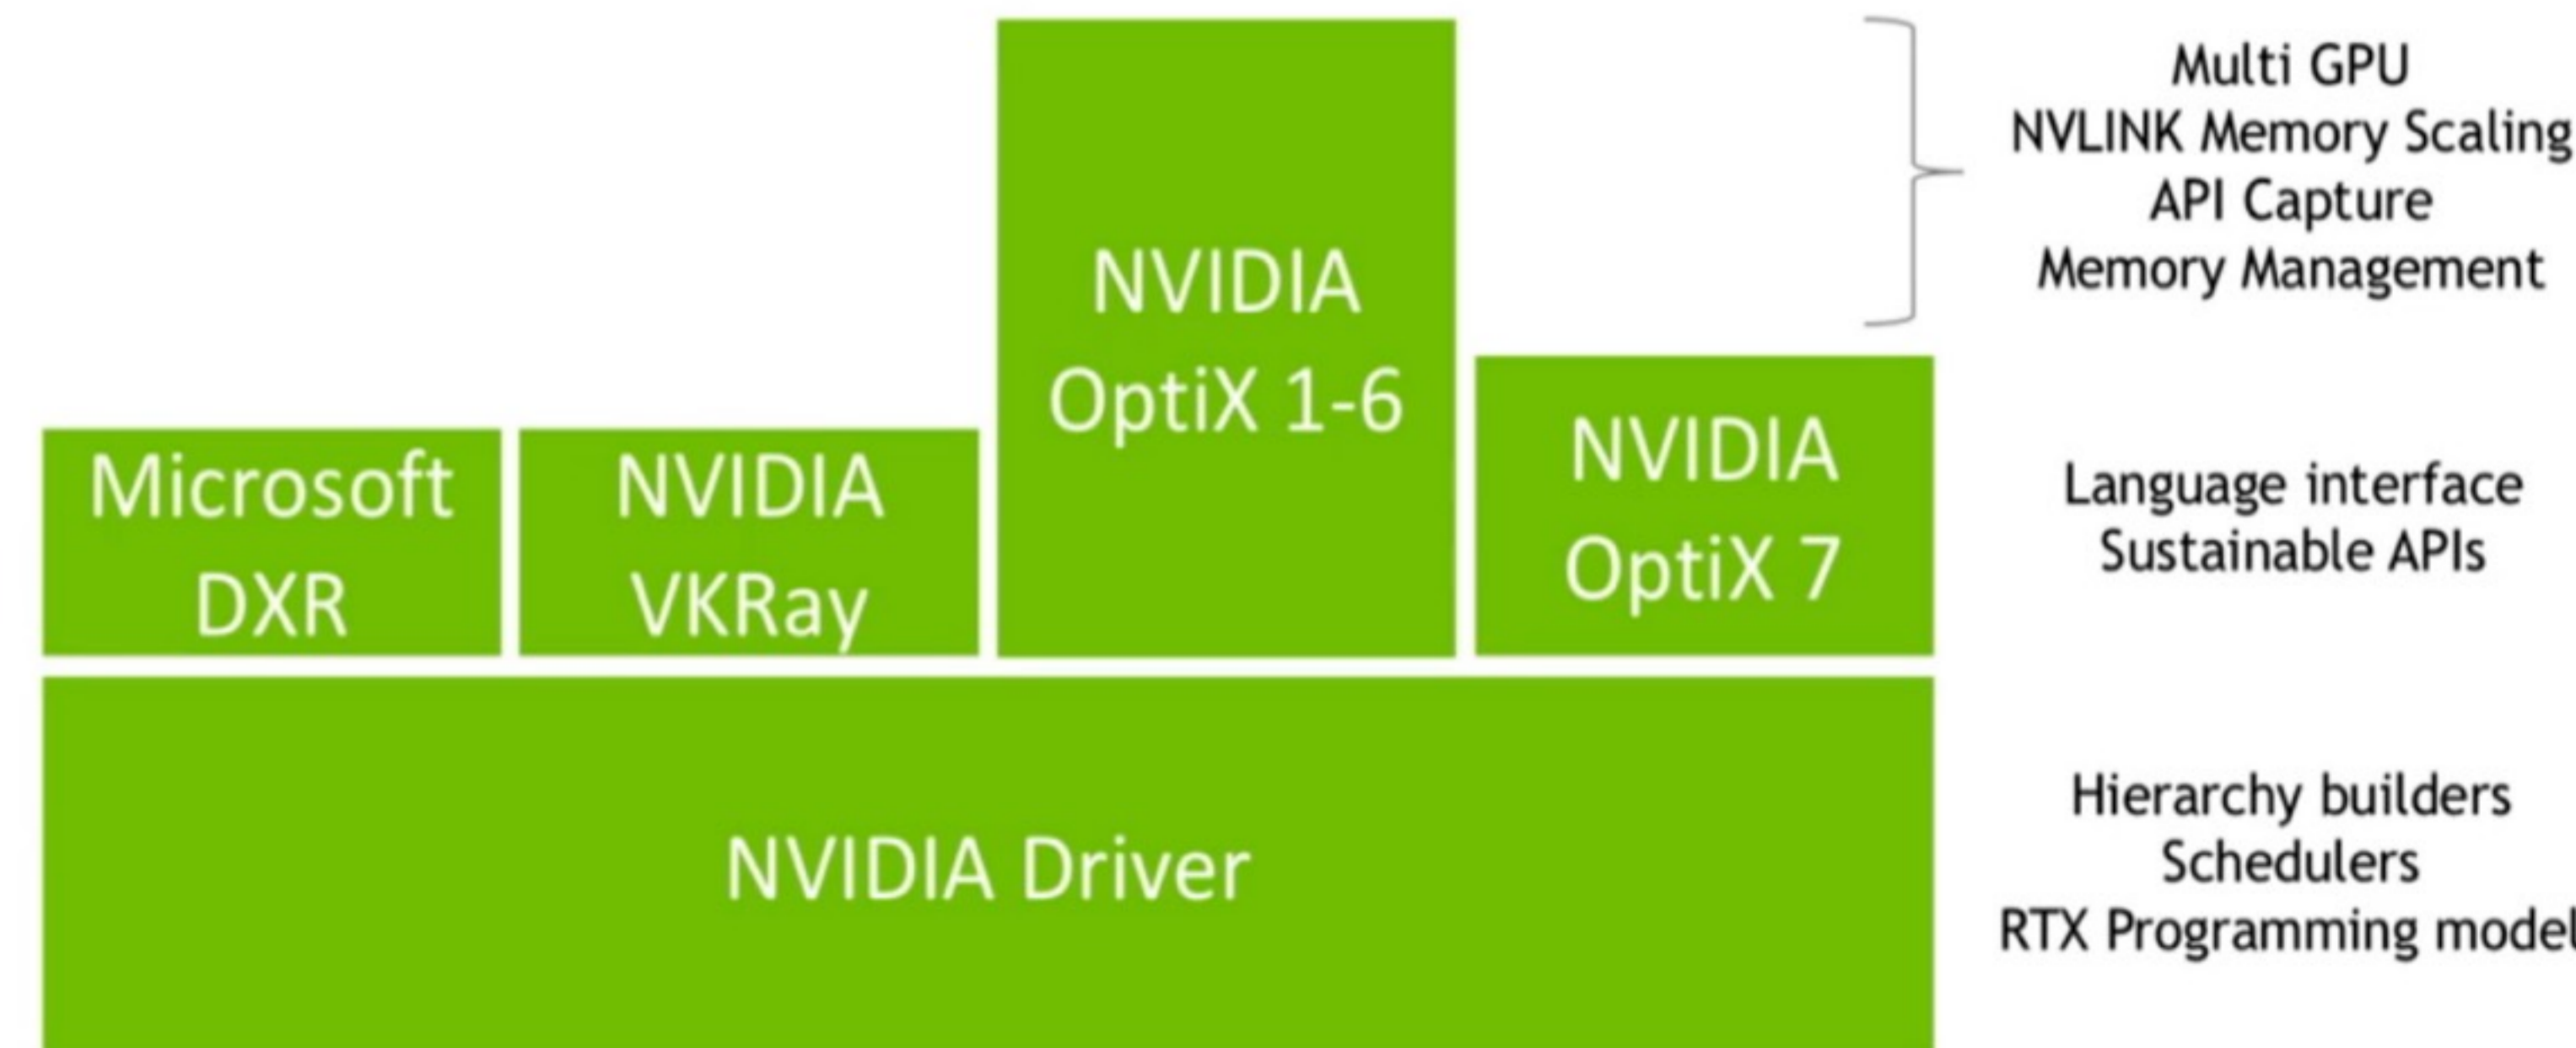 Multi GPU
NVLINK Memory Scaling
API Capture
Memory Management
NVIDIA
OptiX 1-6
Microsoft
DXR
NVIDIA
VKRay
NVIDIA
OptiX 7
Language interface
Sustainable APIs
NVIDIA Driver
Hierarchy builders
Schedulers
RTX Programming model